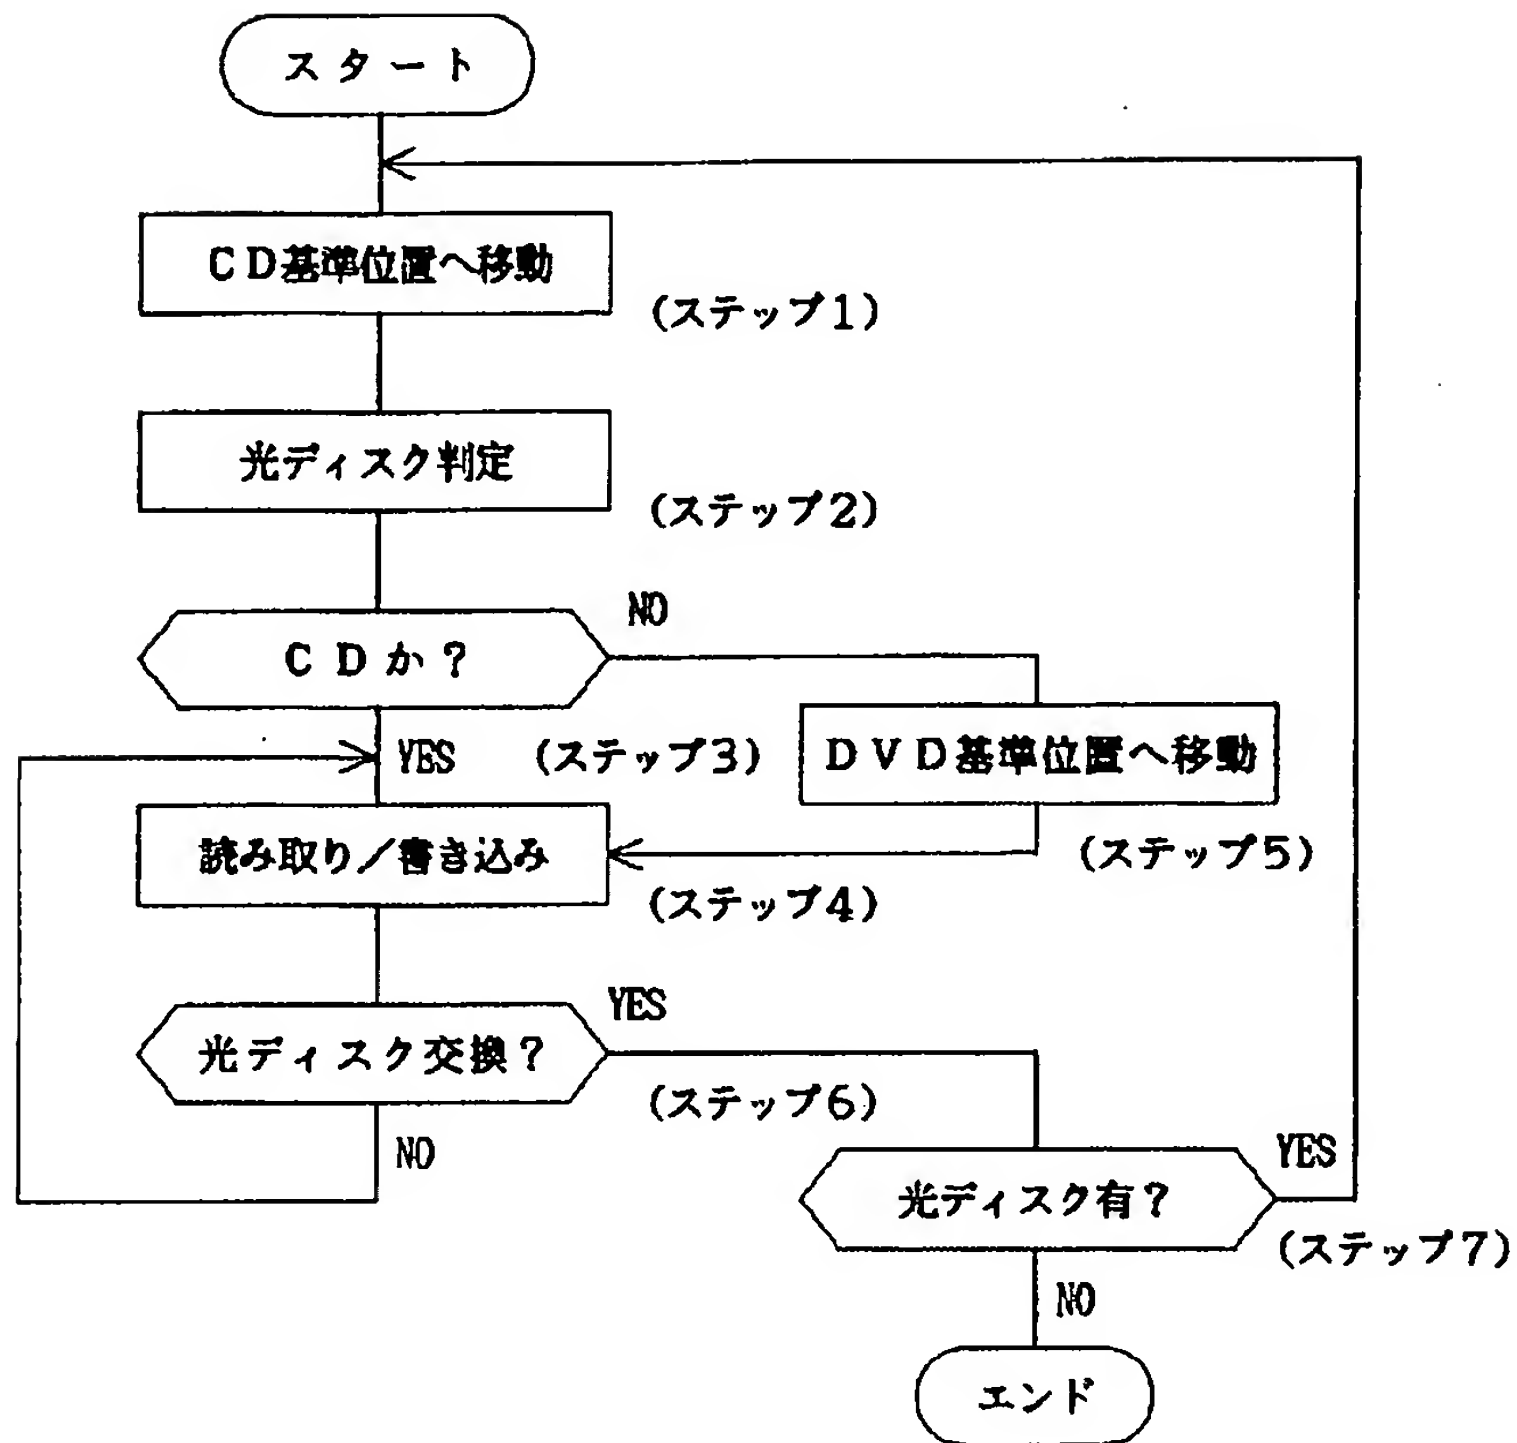 スタート
CD基準位置へ移動
(ステップ1)
光ディスク判定
(ステップ2)
NO
CDか?
YES
(ステップ3)
DVD基準位置へ移動
読み取り/書き込み
(ステップ5)
(ステップ4)
YES
光ディスク交換?
(ステップ6)
NO
YES
光ディスク有?
(ステップ7)
NO
エンド